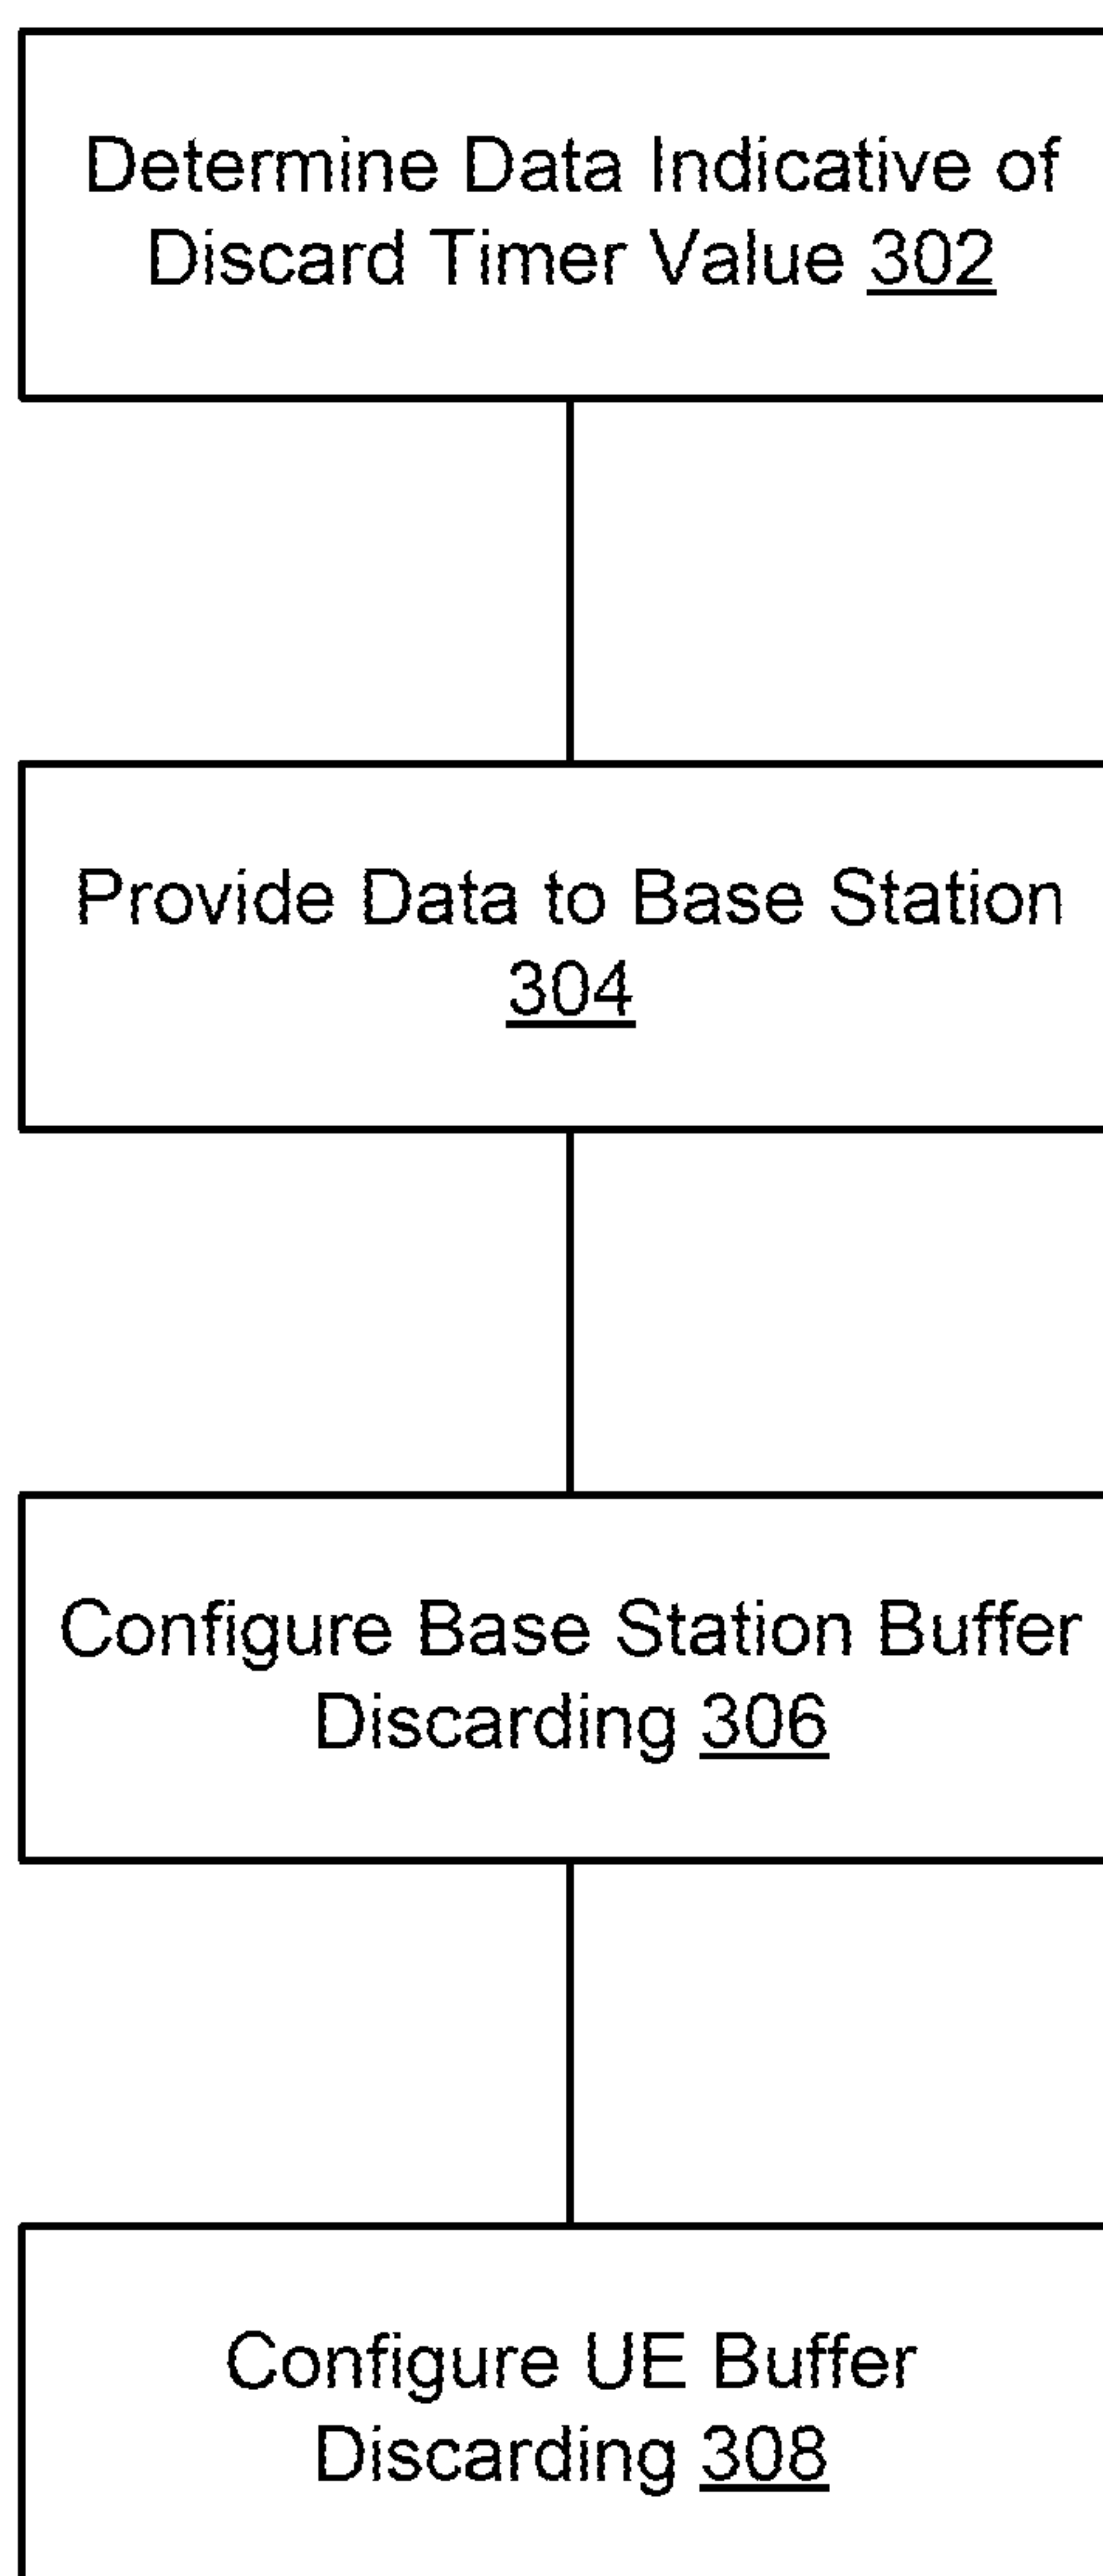 Determine Data Indicative of
Discard Timer Value 302
Provide Data to Base Station
304
Configure Base Station Buffer
Discarding 306
Configure UE Buffer
Discarding 308